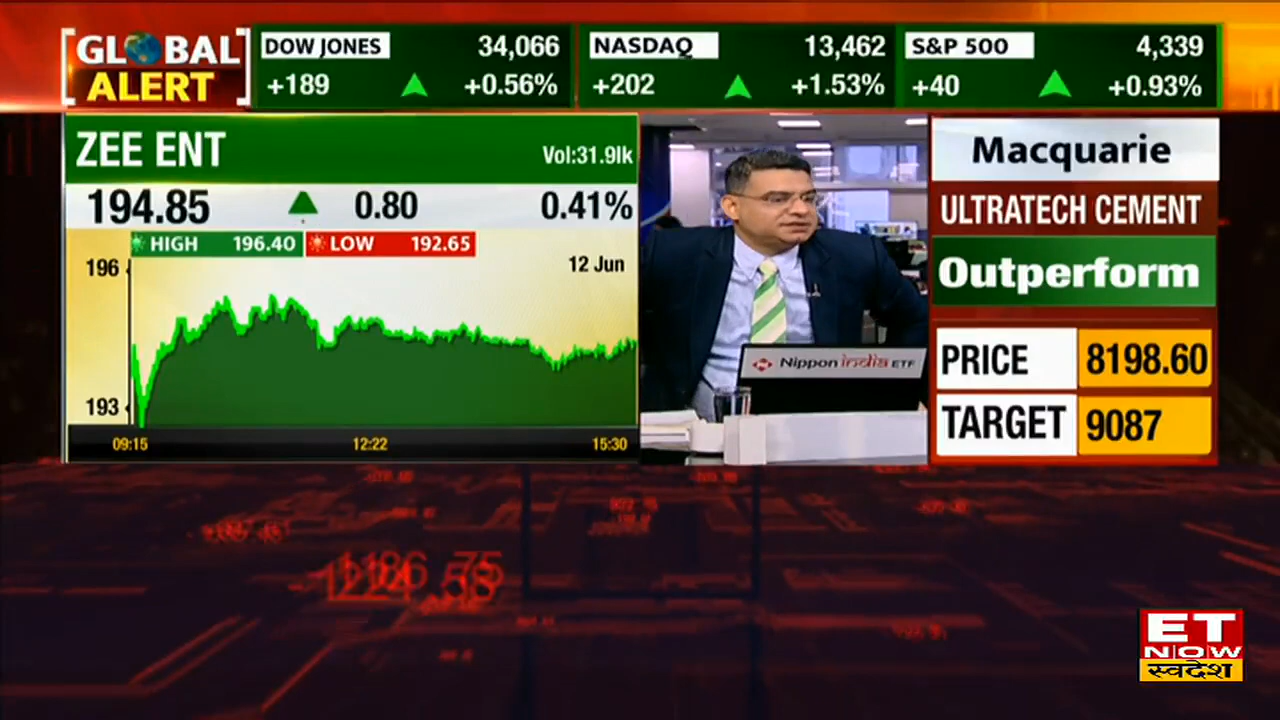 GLOBAL
ALERT
DOW JONES 34,066
+189 +0.56%
NASDAQ 13,462
+202 +1.53%
S&P 500 4,339
+40 +0.93%
ZEE ENT
Vol:31.9lk
194.85 0.80 0.41%
HIGH 196.40 LOW 192.65
12 Jun
196
193
09:15 12:22 15:30
Nippon india ETF
Macquarie
ULTRATECH CEMENT
Outperform
PRICE 8198.60
TARGET 9087
ET
NOW
स्वदेश